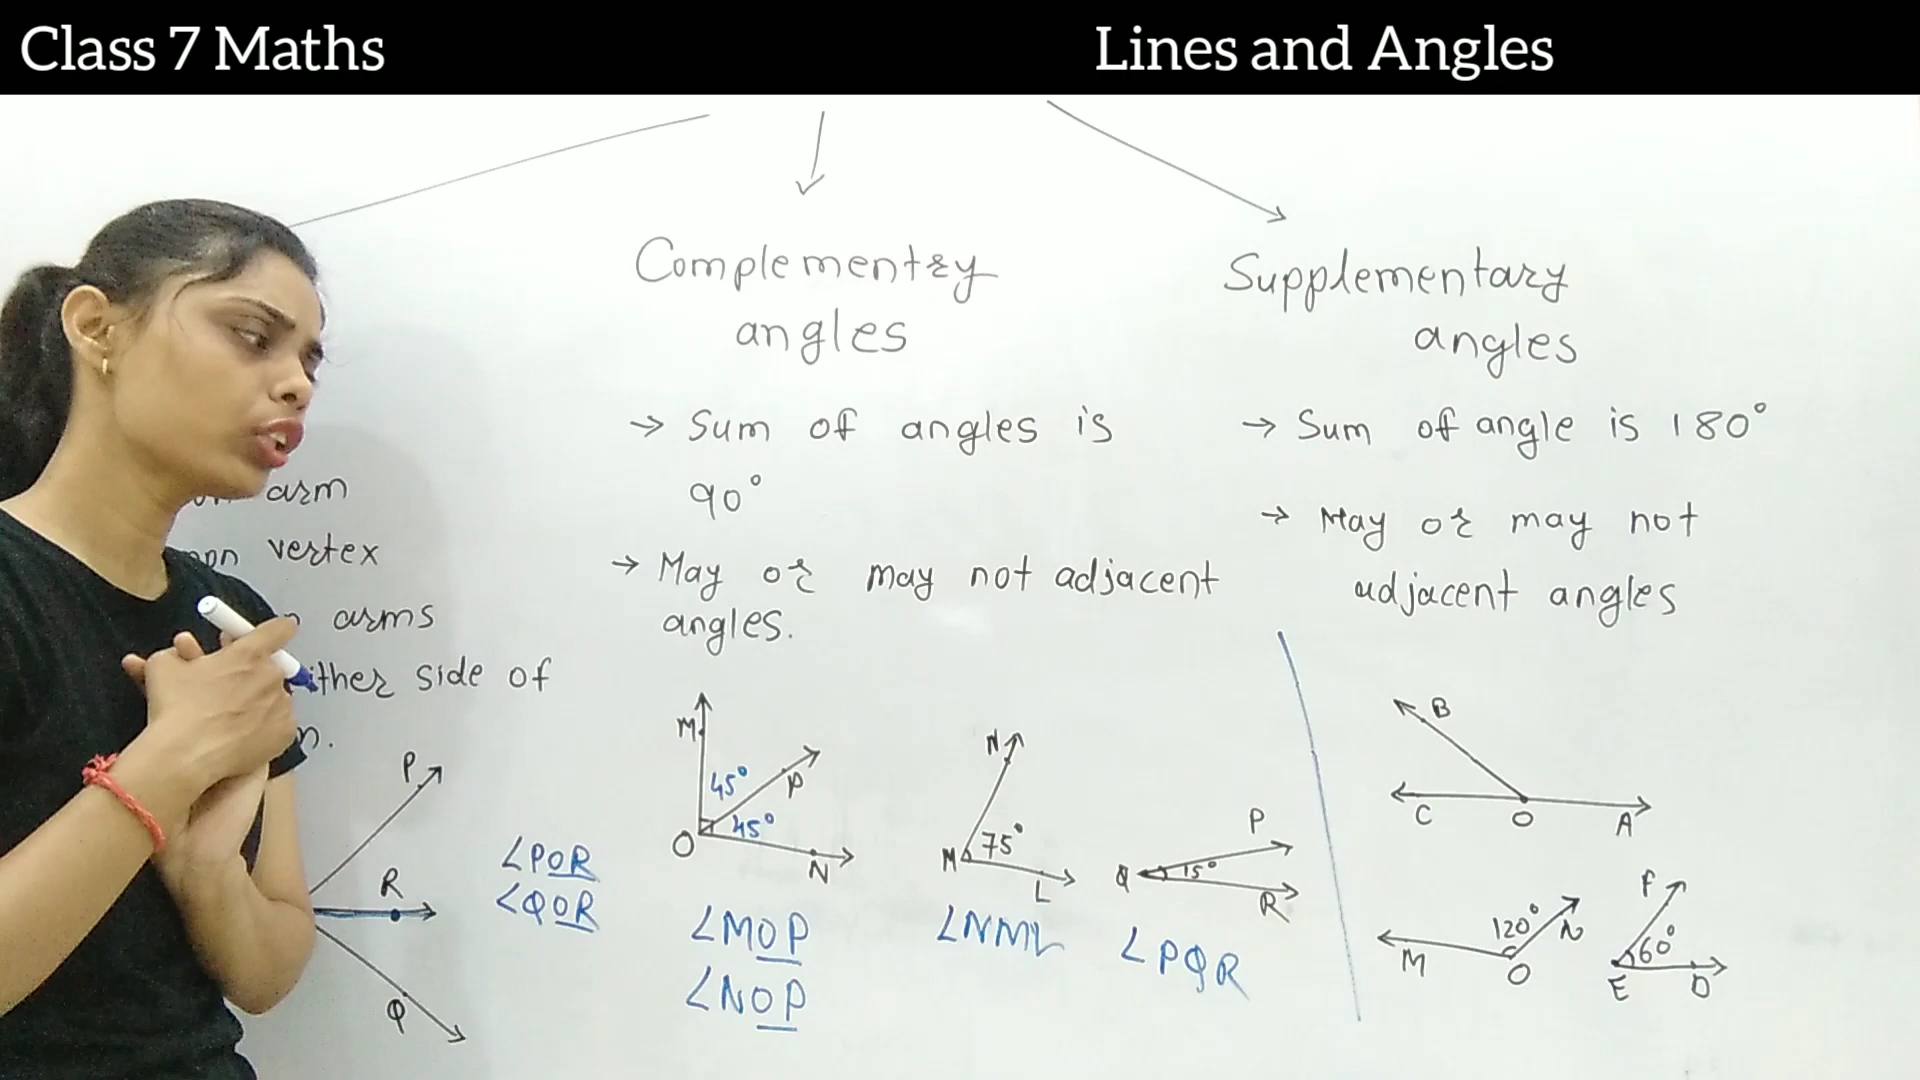 Class 7 Maths
Lines and Angles
arm
vertex
arms
either side of
n.
P
R
Q
∠POR
∠QOR
Complementry
angles
→ Sum of angles is
90°
→ May or may not adjacent
angles.
M
45°
P
45°
O
N
∠MOP
∠NOP
N
75°
M
L
∠NML
P
Q
15°
R
∠PQR
Supplementary
angles
→ Sum of angle is 180°
→ May or may not
adjacent angles
B
C
O
A
120°
N
M
O
F
60°
E
D